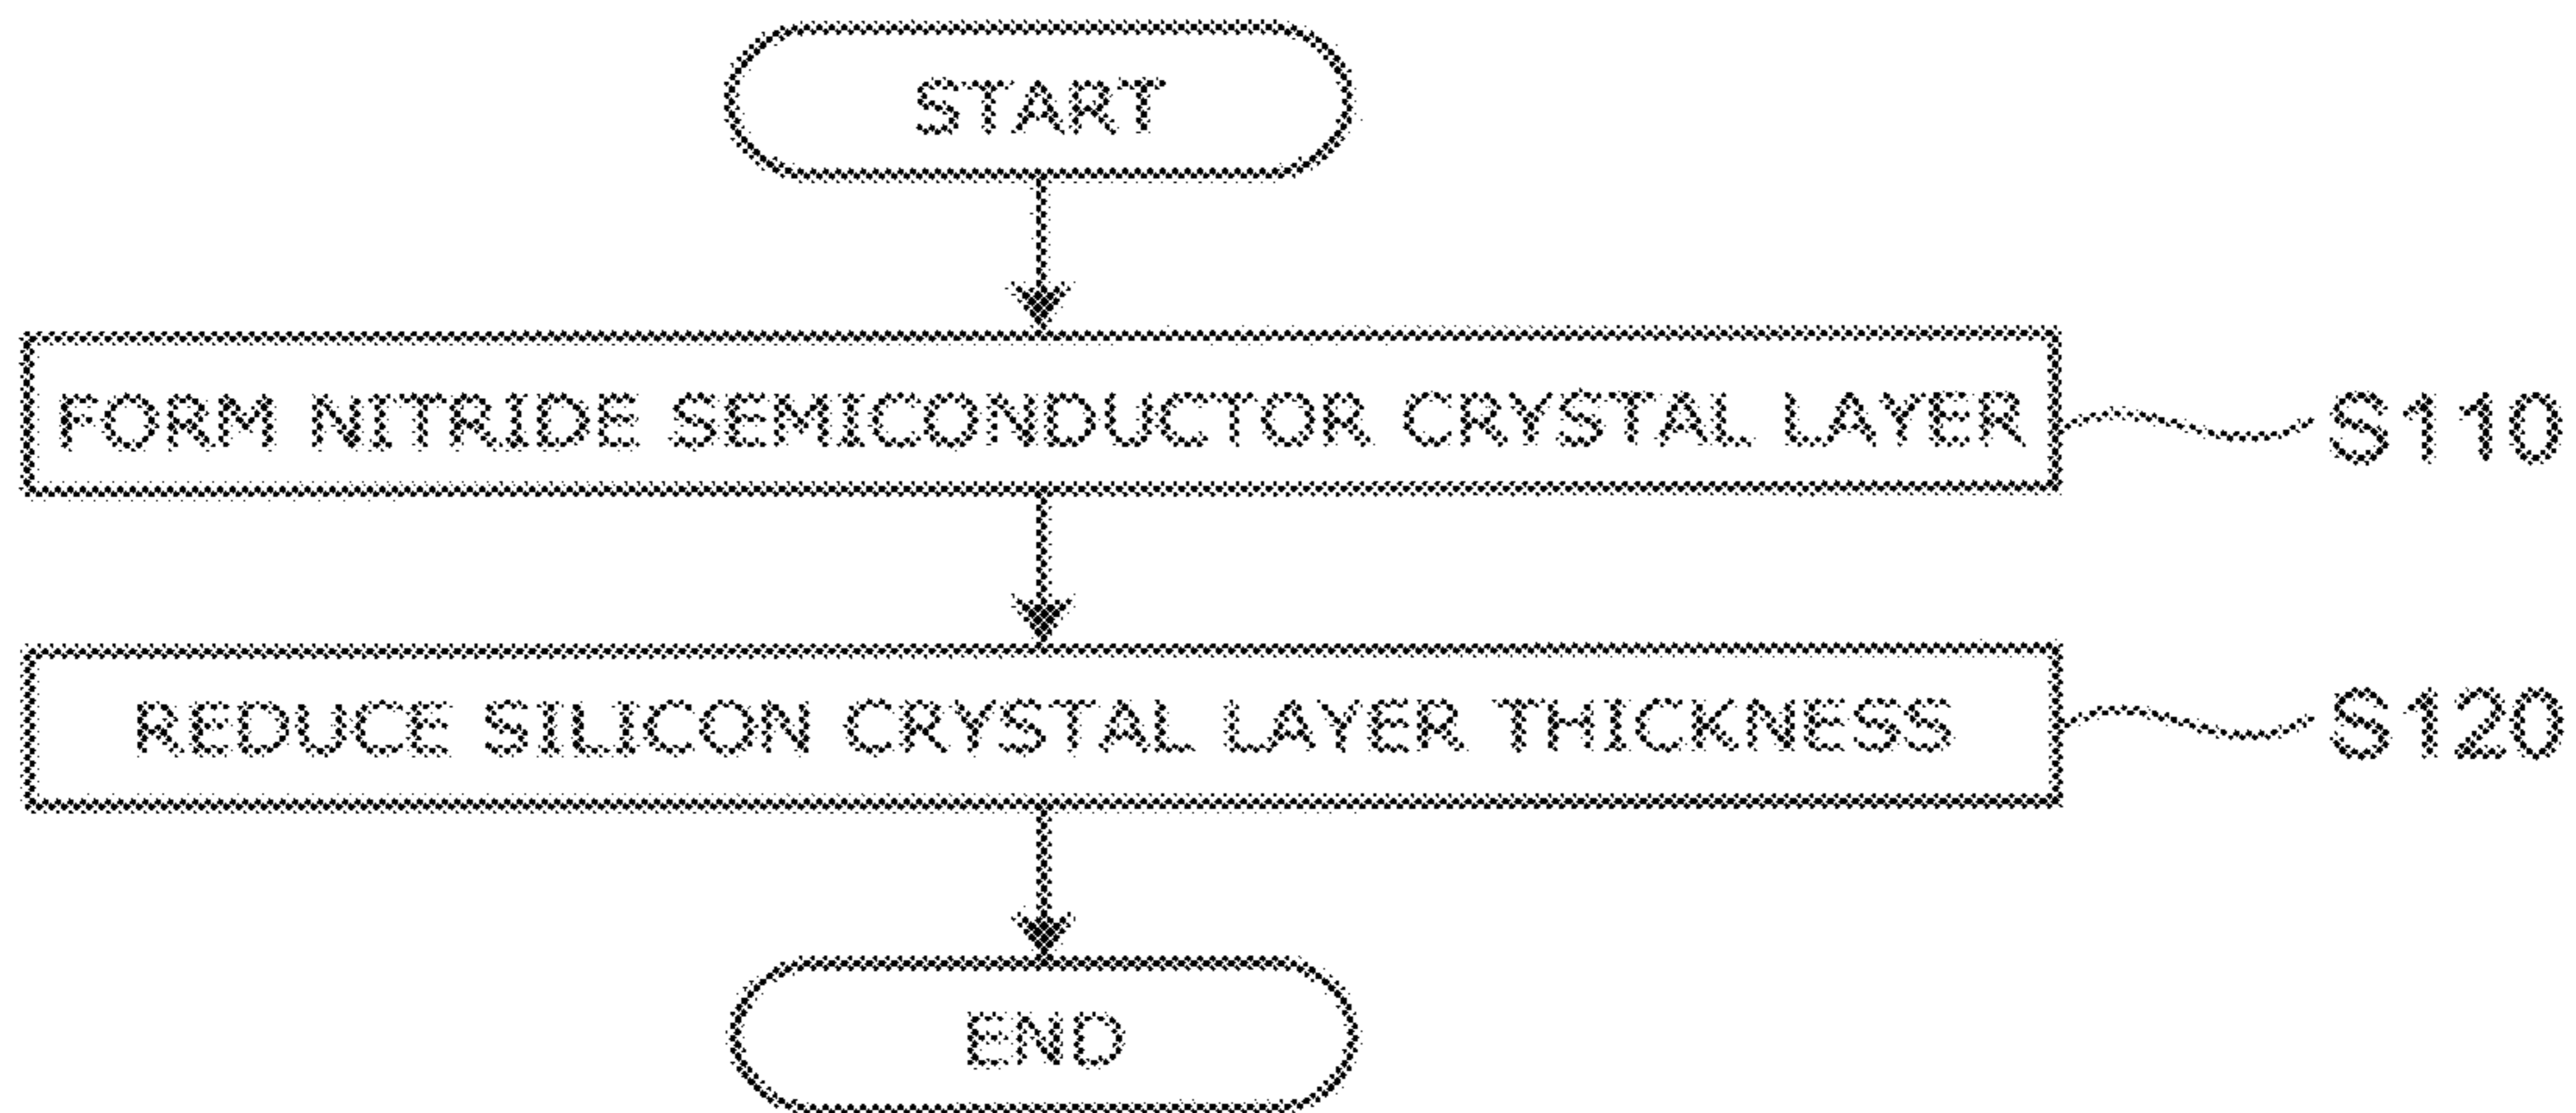 START
FORM NITRIDE SEMICONDUCTOR CRYSTAL LAYER
S110
REDUCE SILICON CRYSTAL LAYER THICKNESS
S120
END